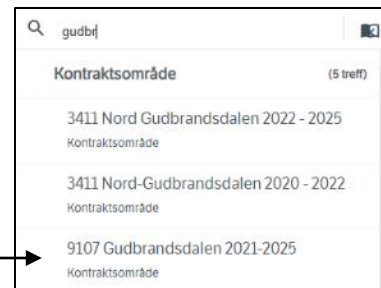 gudbr
Kontraktsområde (5 treff)
3411 Nord Gudbrandsdalen 2022 - 2025
Kontraktsområde
3411 Nord-Gudbrandsdalen 2020 - 2022
Kontraktsområde
9107 Gudbrandsdalen 2021-2025
Kontraktsområde